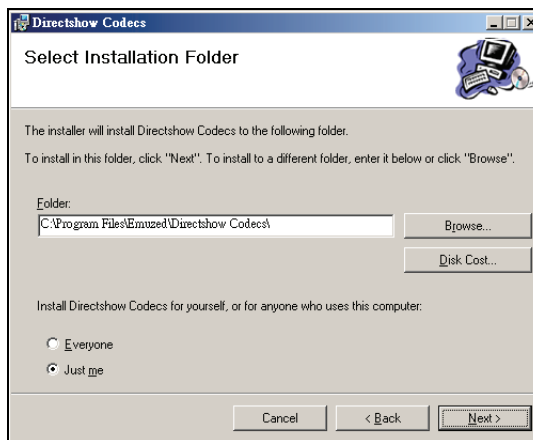 Directshow Codecs
Select Installation Folder
The installer will install Directshow Codecs to the following folder.
To install in this folder, click "Next". To install to a different folder, enter it below or click "Browse".
Folder:
C:\Program Files\Emuzed\Directshow Codecs\
Browse...
Disk Cost...
Install Directshow Codecs for yourself, or for anyone who uses this computer:
Everyone
Just me
Cancel
< Back
Next >